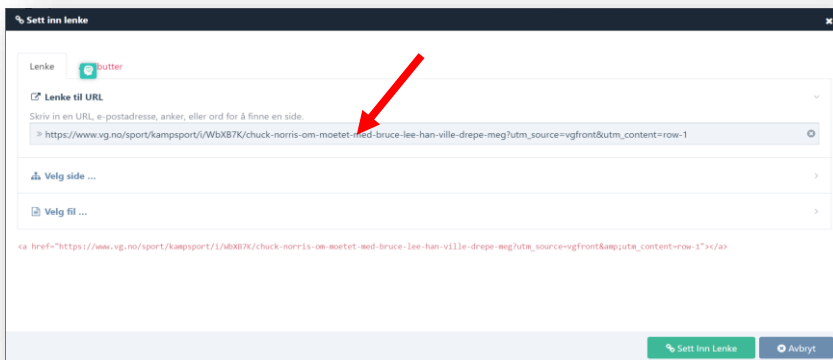 Sett inn lenke
Lenke
butter
Lenke til URL
Skriv in en URL, e-postadresse, anker, eller ord for å finne en side.
> https://www.vg.no/sport/kampsport/i/WbXB7K/chuck-norris-om-moetet-med-bruce-lee-han-ville-drepe-meg?utm_source=vgfront&utm_content=row-1
Velg side ...
Velg fil ...
<a href="https://www.vg.no/sport/kampsport/i/WbXB7K/chuck-norris-om-moetet-med-bruce-lee-han-ville-drepe-meg?utm_source=vgfront&amp;utm_content=row-1"></a>
Sett Inn Lenke
Avbryt